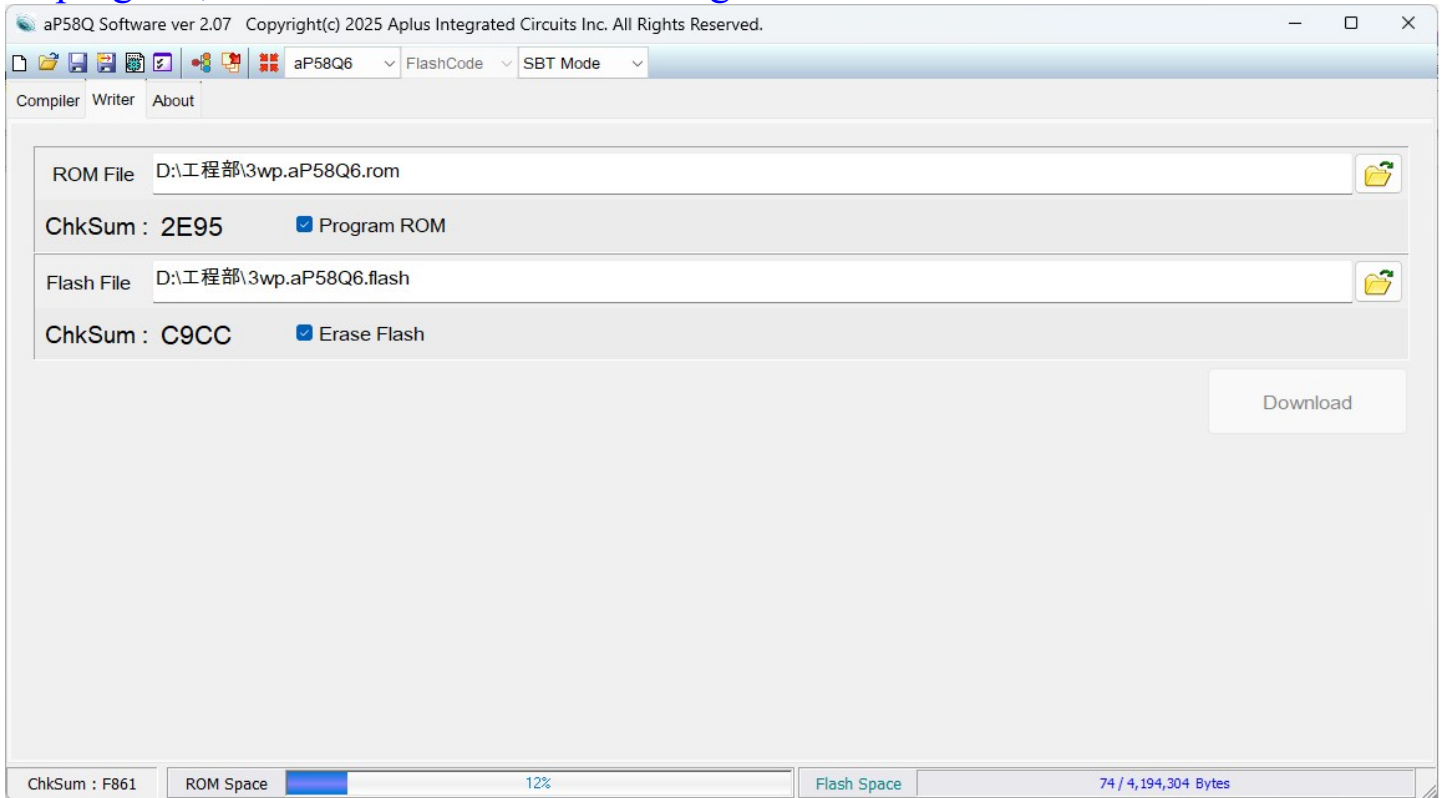 aP58Q Software ver 2.07 Copyright(c) 2025 Aplus Integrated Circuits Inc. All Rights Reserved.
aP58Q6 FlashCode SBT Mode
Compiler Writer About
ROM File D:\工程部\3wp.aP58Q6.rom
ChkSum : 2E95 Program ROM
Flash File D:\工程部\3wp.aP58Q6.flash
ChkSum : C9CC Erase Flash
Download
ChkSum : F861 ROM Space 12% Flash Space 74 / 4,194,304 Bytes